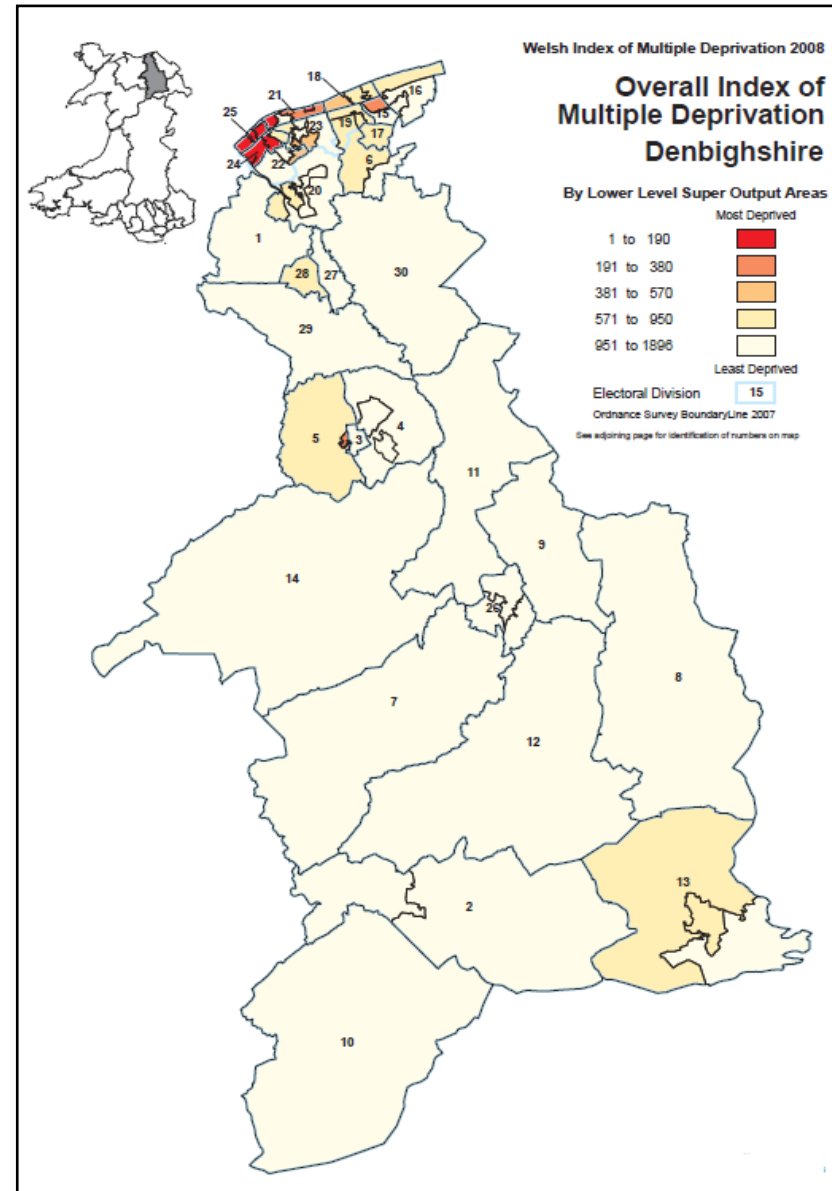 Welsh Index of Multiple Deprivation 2008
Overall Index of
Multiple Deprivation
Denbighshire
By Lower Level Super Output Areas
Most Deprived
1 to 190
191 to 380
381 to 570
571 to 950
951 to 1896
Least Deprived
Electoral Division 15
Ordnance Survey BoundaryLine 2007
See adjoining page for identification of numbers on map
18
21
16
25
15
23
19
17
24
22
6
20
1
28
27
30
29
5
3
4
11
9
14
26
8
7
12
13
2
10